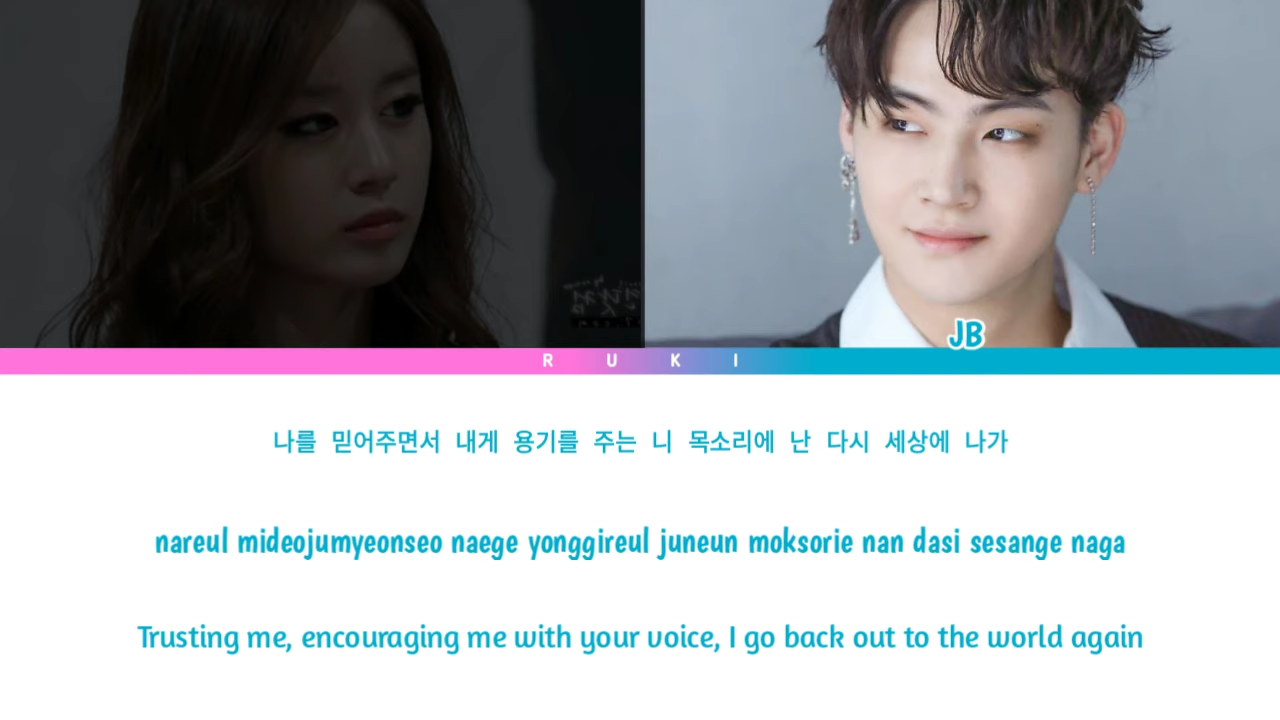 JB
R U K I
나를 믿어주면서 내게 용기를 주는 니 목소리에 난 다시 세상에 나가
nareul mideojumyeonseo naege yonggireul juneun moksorie nan dasi sesange naga
Trusting me, encouraging me with your voice, I go back out to the world again